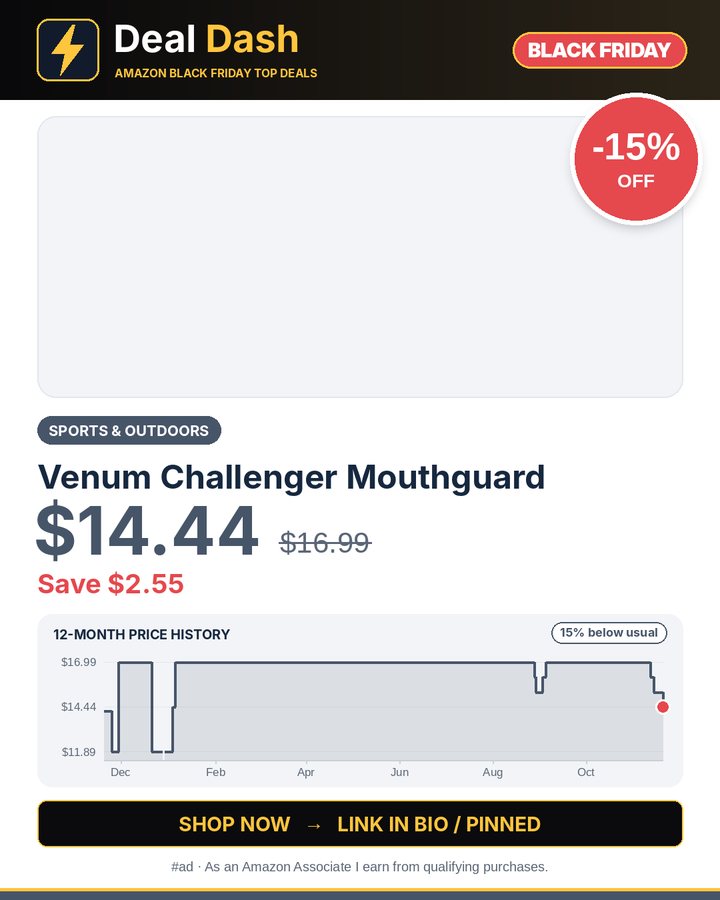 Deal Dash
AMAZON BLACK FRIDAY TOP DEALS
BLACK FRIDAY
-15%
OFF
SPORTS & OUTDOORS
Venum Challenger Mouthguard
$14.44 $16.99
Save $2.55
12-MONTH PRICE HISTORY
15% below usual
$16.99
$14.44
$11.89
Dec Feb Apr Jun Aug Oct
SHOP NOW → LINK IN BIO / PINNED
#ad · As an Amazon Associate I earn from qualifying purchases.